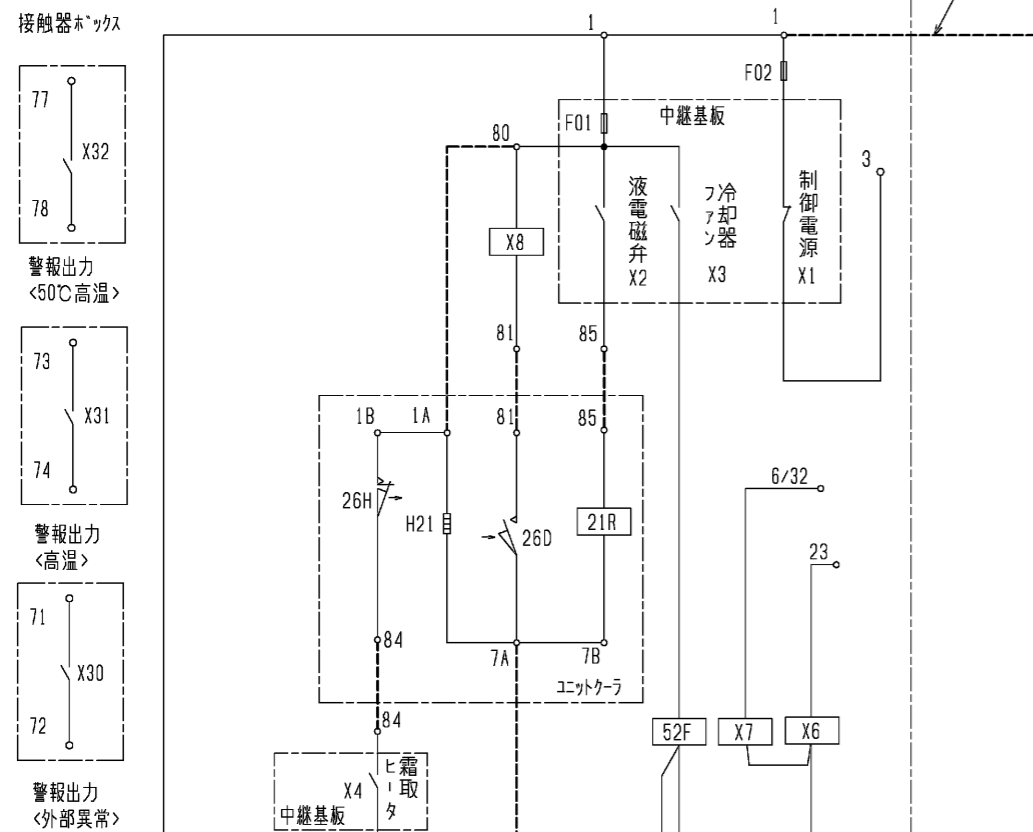 接触器ボックス
77
X32
78
警報出力
<50℃高温>
73
X31
74
警報出力
<高温>
71
X30
72
警報出力
<外部異常>
1
1
F02
F01
中継基板
80
3
液電磁弁
X2
冷却器
ファン
X3
制御電源
X1
X8
81
85
1B
1A
81
85
26H
H21
26D
21R
6/32
23
84
7A
7B
ユニットクーラ
84
52F
X7
X6
X4
霜取
ヒータ
中継基板